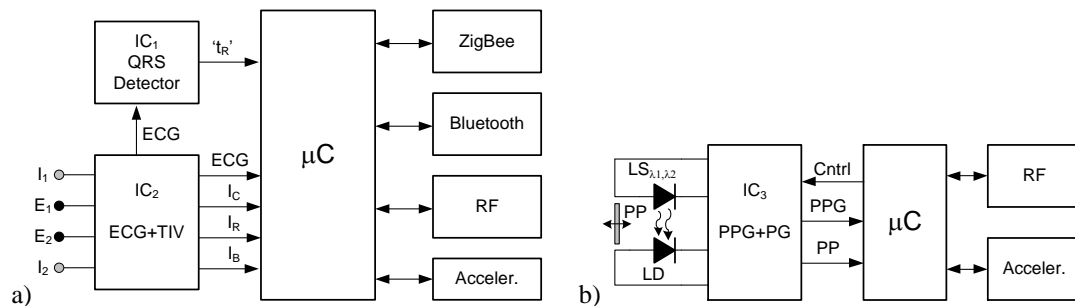 IC1
QRS
Detector
'tR'
ECG
I1
E1
E2
I2
IC2
ECG+TIV
ECG
IC
IR
IB
μC
ZigBee
Bluetooth
RF
Acceler.
a)
LSλ1,λ2
PP
LD
IC3
PPG+PG
Cntrl
PPG
PP
μC
RF
Acceler.
b)